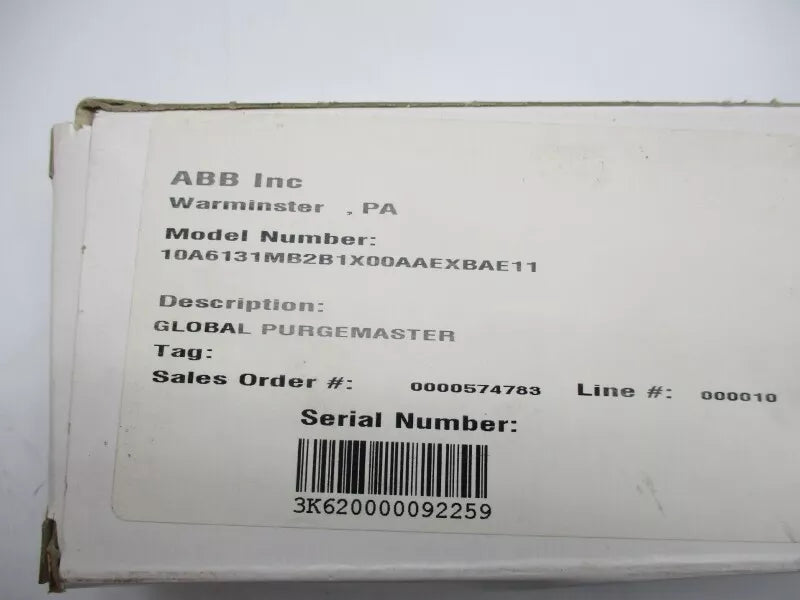 ABB Inc
Warminster , PA
Model Number:
10A6131MB2B1X00AAEXBAE11
Description:
GLOBAL PURGEMASTER
Tag:
Sales Order #: 0000574783 Line #: 000010
Serial Number:
3K620000092259